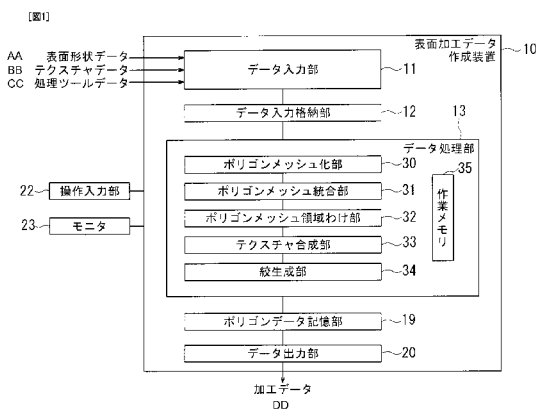 [図1]
表面加工データ
作成装置
10
AA 表面形状データ
BB テクスチャデータ
CC 処理ツールデータ
データ入力部
11
データ入力格納部
12
13
データ処理部
ポリゴンメッシュ化部
30
ポリゴンメッシュ統合部
31
ポリゴンメッシュ領域わけ部
32
テクスチャ合成部
33
絞生成部
34
35
作業メモリ
22
操作入力部
23
モニタ
ポリゴンデータ記憶部
19
データ出力部
20
加工データ
DD